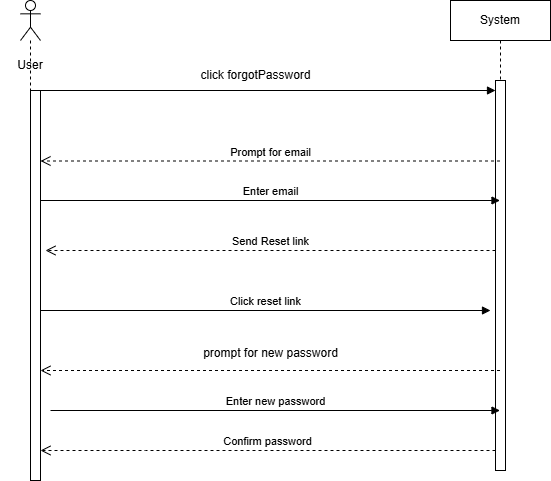 System
User
click forgotPassword
Prompt for email
Enter email
Send Reset link
Click reset link
prompt for new password
Enter new password
Confirm password